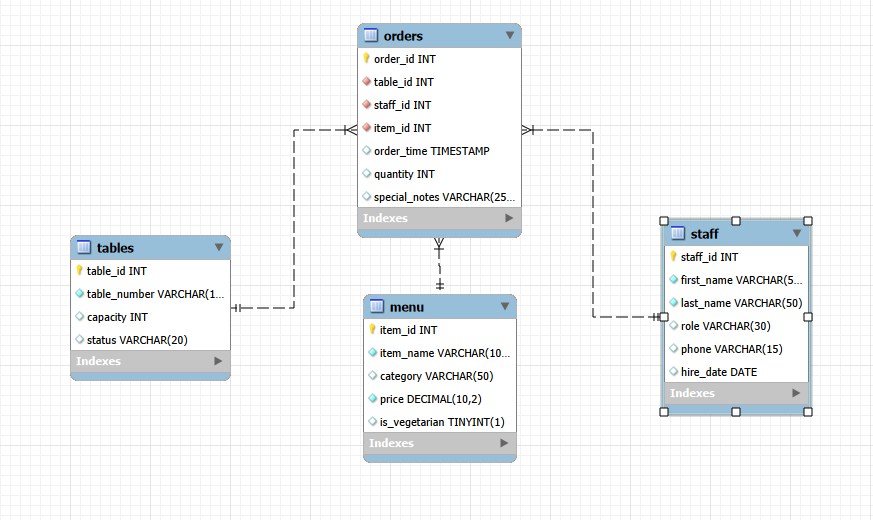 orders
order_id INT
table_id INT
staff_id INT
item_id INT
order_time TIMESTAMP
quantity INT
special_notes VARCHAR(25...
Indexes
tables
table_id INT
table_number VARCHAR(1...
capacity INT
status VARCHAR(20)
Indexes
menu
item_id INT
item_name VARCHAR(10...
category VARCHAR(50)
price DECIMAL(10,2)
is_vegetarian TINYINT(1)
Indexes
staff
staff_id INT
first_name VARCHAR(5...
last_name VARCHAR(50)
role VARCHAR(30)
phone VARCHAR(15)
hire_date DATE
Indexes